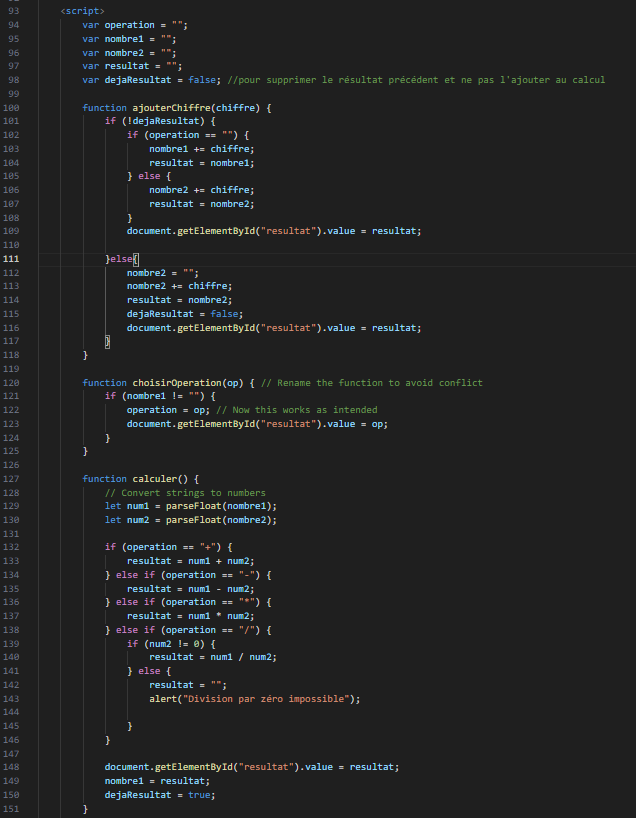 93 <script>
94 var operation = "";
95 var nombre1 = "";
96 var nombre2 = "";
97 var resultat = "";
98 var dejaResultat = false; //pour supprimer le résultat précédent et ne pas l'ajouter au calcul
99
100 function ajouterChiffre(chiffre) {
101 if (!dejaResultat) {
102 if (operation == "") {
103 nombre1 += chiffre;
104 resultat = nombre1;
105 } else {
106 nombre2 += chiffre;
107 resultat = nombre2;
108 }
109 document.getElementById("resultat").value = resultat;
110
111 }else{
112 nombre2 = "";
113 nombre2 += chiffre;
114 resultat = nombre2;
115 dejaResultat = false;
116 document.getElementById("resultat").value = resultat;
117 }
118 }
119
120 function choisirOperation(op) { // Rename the function to avoid conflict
121 if (nombre1 != "") {
122 operation = op; // Now this works as intended
123 document.getElementById("resultat").value = op;
124 }
125 }
126
127 function calculer() {
128 // Convert strings to numbers
129 let num1 = parseFloat(nombre1);
130 let num2 = parseFloat(nombre2);
131
132 if (operation == "+") {
133 resultat = num1 + num2;
134 } else if (operation == "-") {
135 resultat = num1 - num2;
136 } else if (operation == "*") {
137 resultat = num1 * num2;
138 } else if (operation == "/") {
139 if (num2 != 0) {
140 resultat = num1 / num2;
141 } else {
142 resultat = "";
143 alert("Division par zéro impossible");
144
145 }
146 }
147
148 document.getElementById("resultat").value = resultat;
149 nombre1 = resultat;
150 dejaResultat = true;
151 }